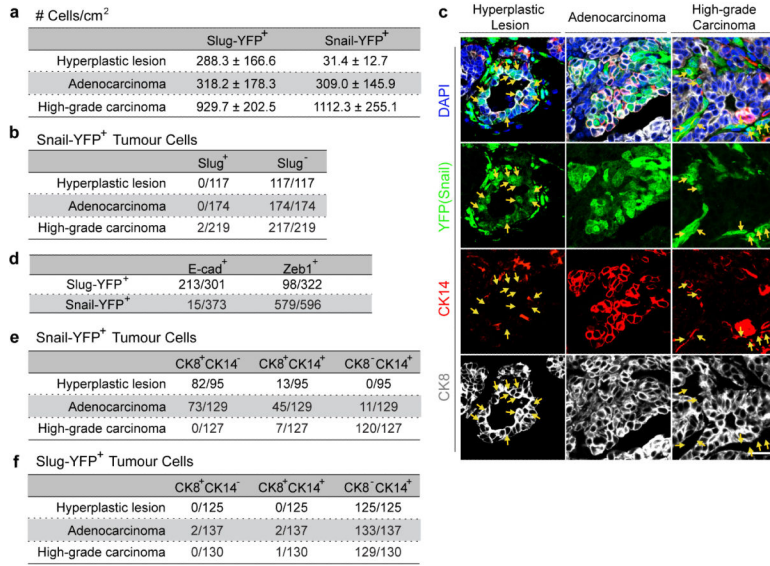 a # Cells/cm²
Slug-YFP⁺ Snail-YFP⁺
Hyperplastic lesion 288.3 ± 166.6 31.4 ± 12.7
Adenocarcinoma 318.2 ± 178.3 309.0 ± 145.9
High-grade carcinoma 929.7 ± 202.5 1112.3 ± 255.1
b Snail-YFP⁺ Tumour Cells
Slug⁺ Slug⁻
Hyperplastic lesion 0/117 117/117
Adenocarcinoma 0/174 174/174
High-grade carcinoma 2/219 217/219
d
E-cad⁺ Zeb1⁺
Slug-YFP⁺ 213/301 98/322
Snail-YFP⁺ 15/373 579/596
e Snail-YFP⁺ Tumour Cells
CK8⁺CK14⁻ CK8⁺CK14⁺ CK8⁻CK14⁺
Hyperplastic lesion 82/95 13/95 0/95
Adenocarcinoma 73/129 45/129 11/129
High-grade carcinoma 0/127 7/127 120/127
f Slug-YFP⁺ Tumour Cells
CK8⁺CK14⁻ CK8⁺CK14⁺ CK8⁻CK14⁺
Hyperplastic lesion 0/125 0/125 125/125
Adenocarcinoma 2/137 2/137 133/137
High-grade carcinoma 0/130 1/130 129/130
c
Hyperplastic
Lesion
Adenocarcinoma
High-grade
Carcinoma
DAPI
YFP(Snail)
CK14
CK8